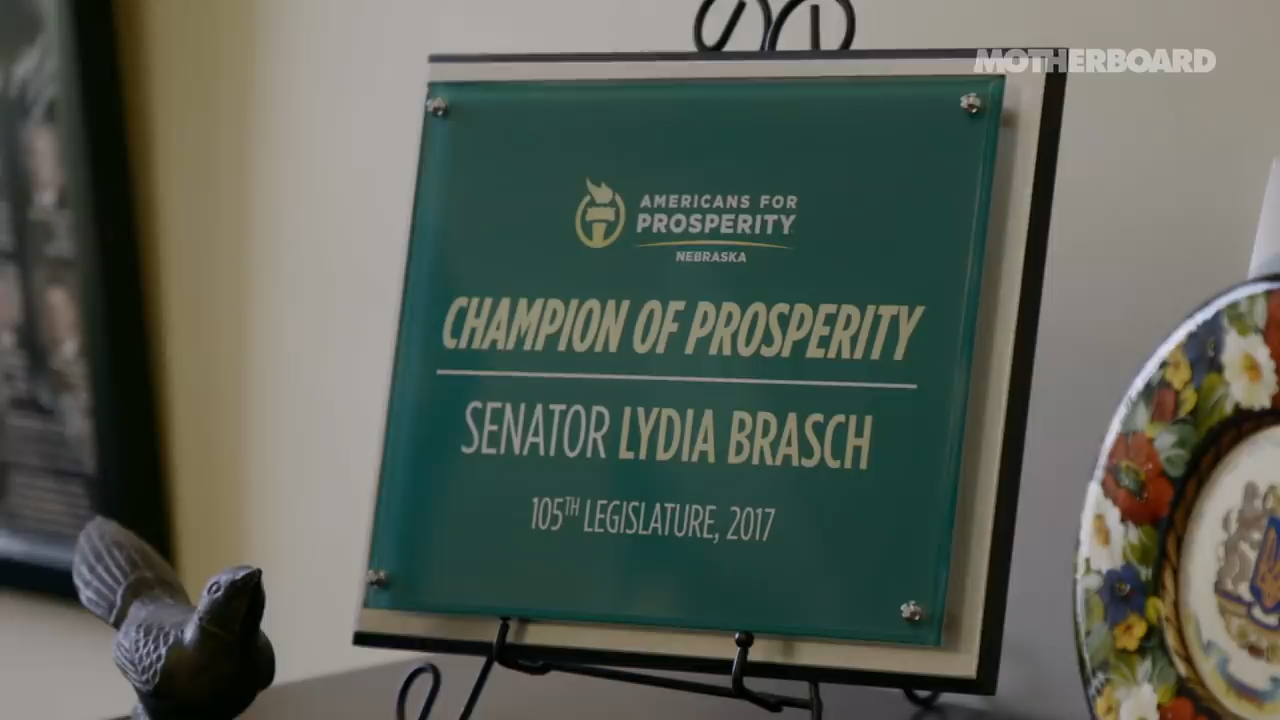 MOTHERBOARD
AMERICANS FOR
PROSPERITY
NEBRASKA
CHAMPION OF PROSPERITY
SENATOR LYDIA BRASCH
105TH LEGISLATURE, 2017